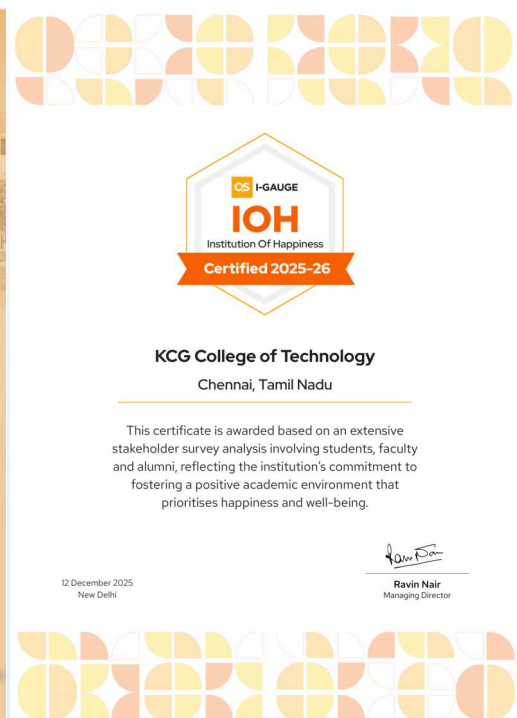 QS I-GAUGE
IOH
Institution Of Happiness
Certified 2025-26
KCG College of Technology
Chennai, Tamil Nadu
This certificate is awarded based on an extensive
stakeholder survey analysis involving students, faculty
and alumni, reflecting the institution's commitment to
fostering a positive academic environment that
prioritises happiness and well-being.
12 December 2025
New Delhi
Ravin Nair
Managing Director